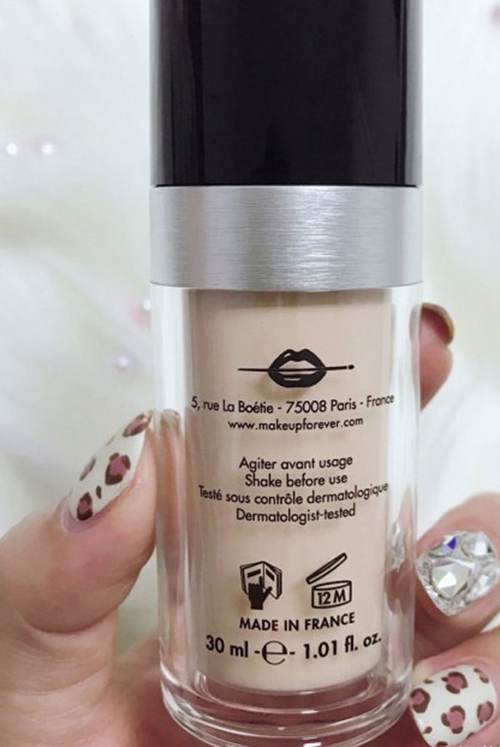 5, rue La Boétie - 75008 Paris - France
www.makeupforever.com
Agiter avant usage
Shake before use
Testé sous contrôle dermatologique
Dermatologist-tested
12M
MADE IN FRANCE
30 ml -e- 1.01 fl. oz.